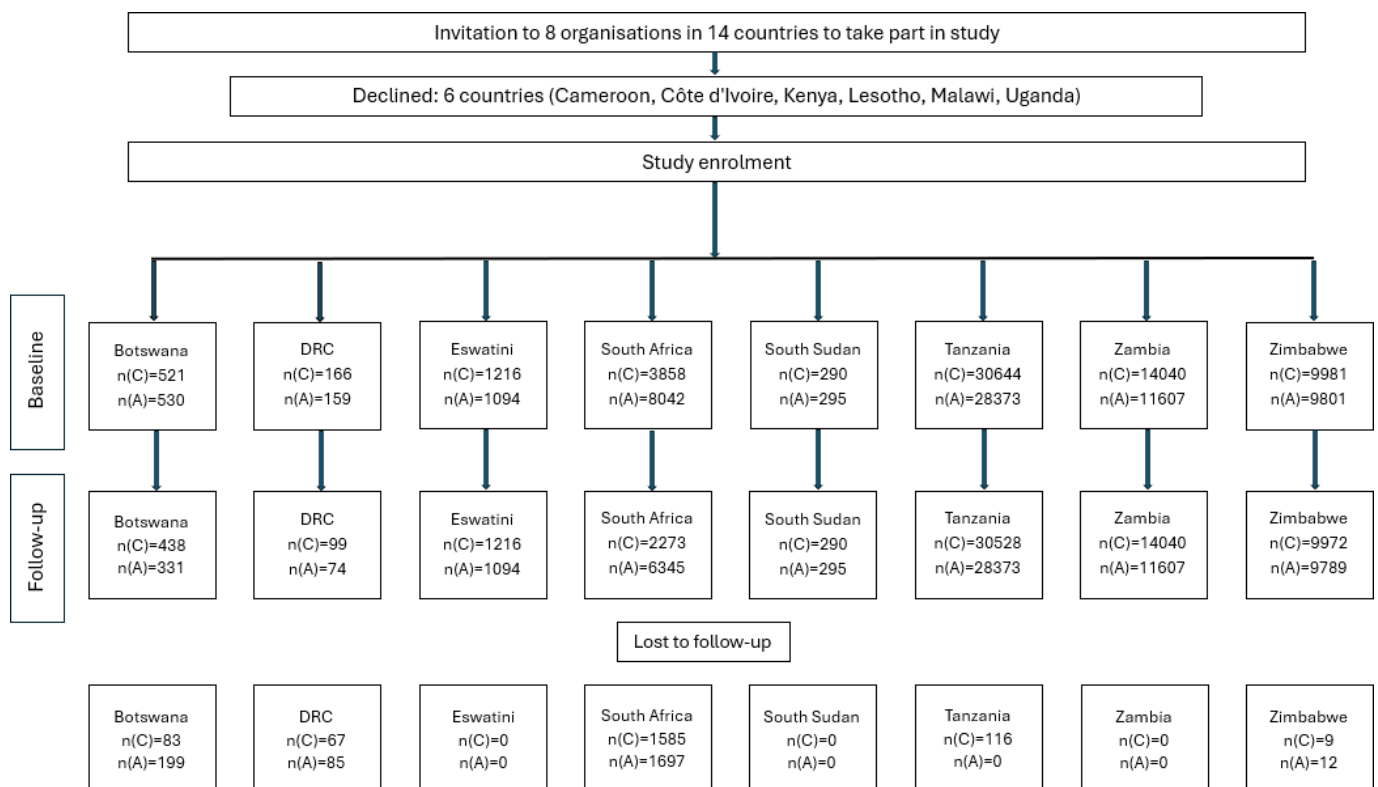 Invitation to 8 organisations in 14 countries to take part in study
Declined: 6 countries (Cameroon, Côte d'Ivoire, Kenya, Lesotho, Malawi, Uganda)
Study enrolment
Baseline
Botswana
n(C)=521
n(A)=530
DRC
n(C)=166
n(A)=159
Eswatini
n(C)=1216
n(A)=1094
South Africa
n(C)=3858
n(A)=8042
South Sudan
n(C)=290
n(A)=295
Tanzania
n(C)=30644
n(A)=28373
Zambia
n(C)=14040
n(A)=11607
Zimbabwe
n(C)=9981
n(A)=9801
Follow-up
Botswana
n(C)=438
n(A)=331
DRC
n(C)=99
n(A)=74
Eswatini
n(C)=1216
n(A)=1094
South Africa
n(C)=2273
n(A)=6345
South Sudan
n(C)=290
n(A)=295
Tanzania
n(C)=30528
n(A)=28373
Zambia
n(C)=14040
n(A)=11607
Zimbabwe
n(C)=9972
n(A)=9789
Lost to follow-up
Botswana
n(C)=83
n(A)=199
DRC
n(C)=67
n(A)=85
Eswatini
n(C)=0
n(A)=0
South Africa
n(C)=1585
n(A)=1697
South Sudan
n(C)=0
n(A)=0
Tanzania
n(C)=116
n(A)=0
Zambia
n(C)=0
n(A)=0
Zimbabwe
n(C)=9
n(A)=12